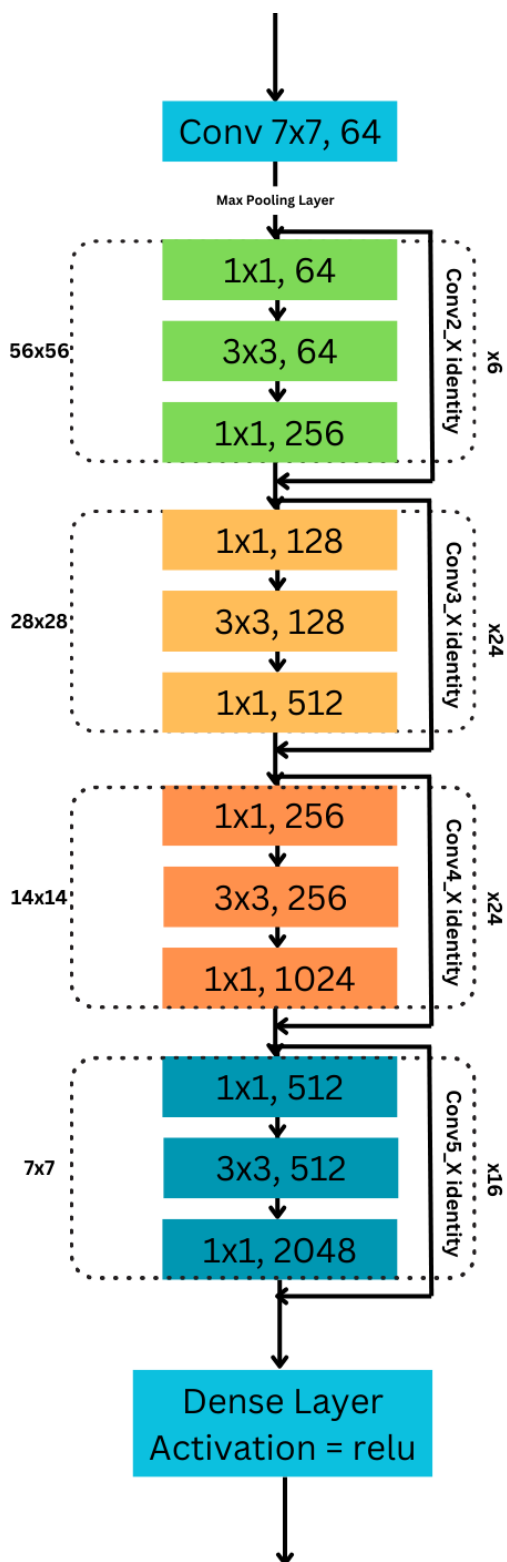 Conv 7x7, 64
Max Pooling Layer
1x1, 64
3x3, 64
1x1, 256
56x56
Conv2_X identity
x6
1x1, 128
3x3, 128
1x1, 512
28x28
Conv3_X identity
x24
1x1, 256
3x3, 256
1x1, 1024
14x14
Conv4_X identity
x24
1x1, 512
3x3, 512
1x1, 2048
7x7
Conv5_X identity
x16
Dense Layer
Activation = relu